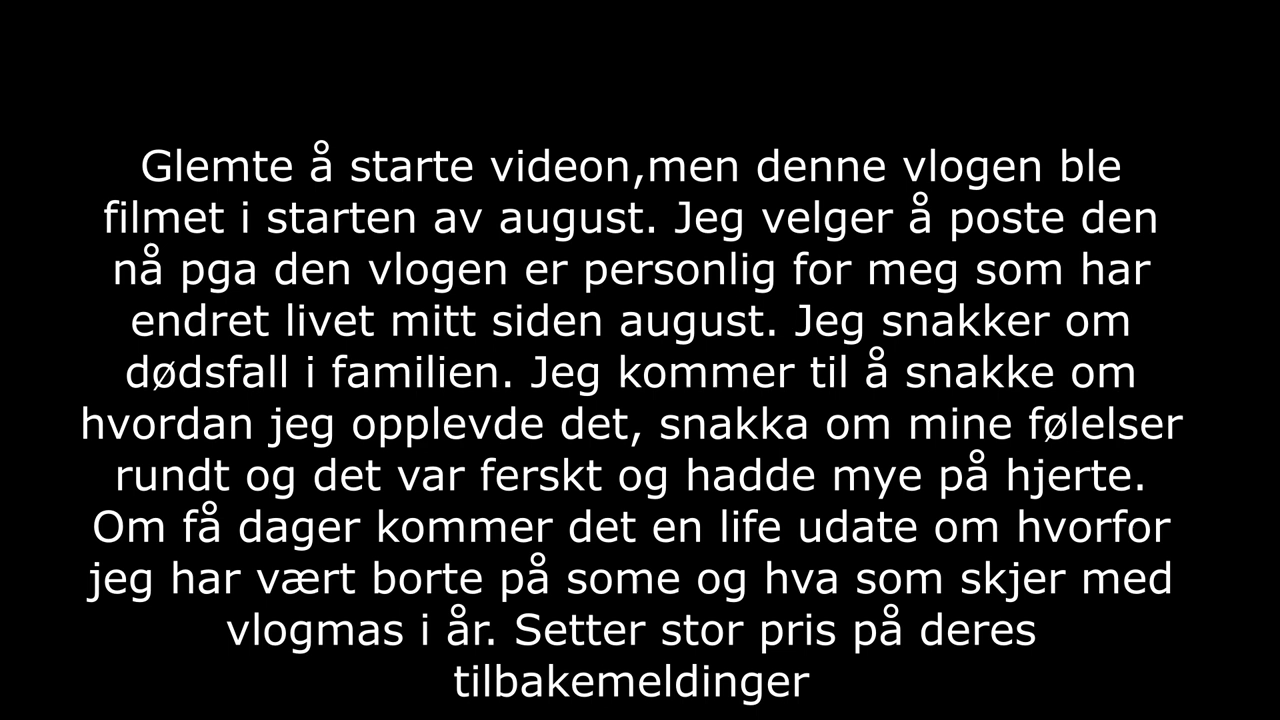 Glemte å starte videon,men denne vlogen ble
filmet i starten av august. Jeg velger å poste den
nå pga den vlogen er personlig for meg som har
endret livet mitt siden august. Jeg snakker om
dødsfall i familien. Jeg kommer til å snakke om
hvordan jeg opplevde det, snakka om mine følelser
rundt og det var ferskt og hadde mye på hjerte.
Om få dager kommer det en life udate om hvorfor
jeg har vært borte på some og hva som skjer med
vlogmas i år. Setter stor pris på deres
tilbakemeldinger